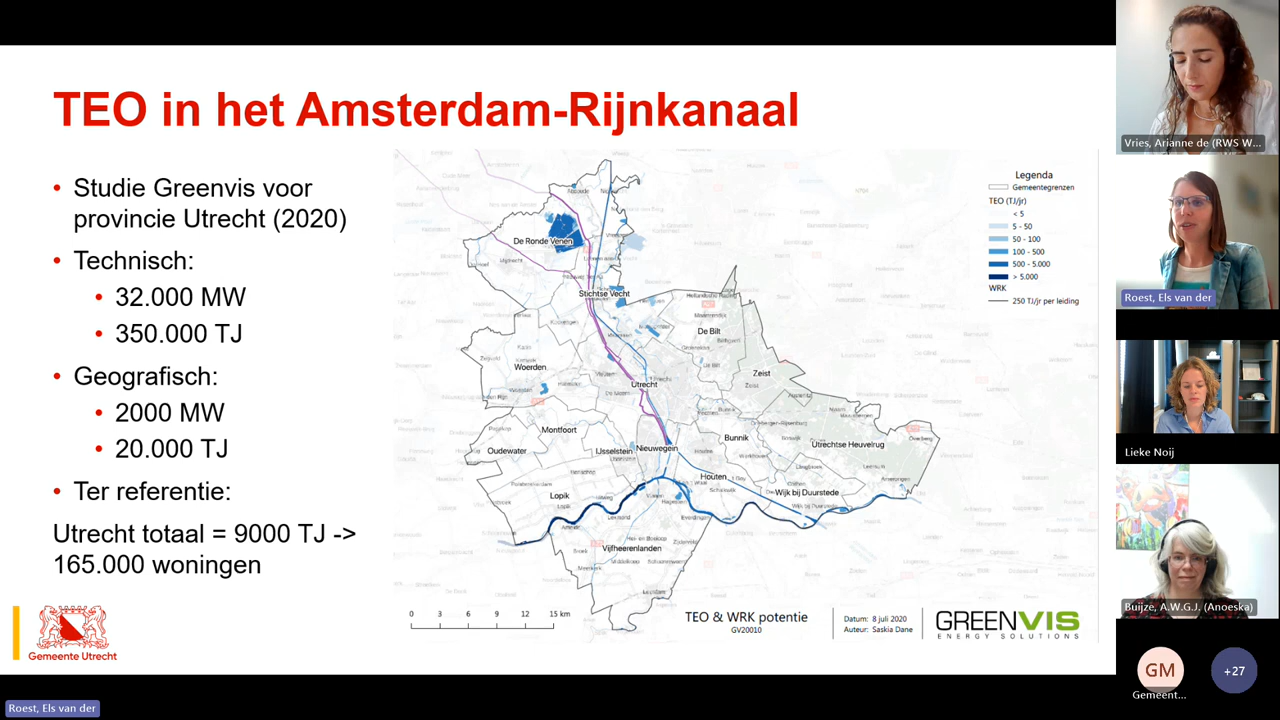 TEO in het Amsterdam-Rijnkanaal
• Studie Greenvis voor
provincie Utrecht (2020)
• Technisch:
• 32.000 MW
• 350.000 TJ
• Geografisch:
• 2000 MW
• 20.000 TJ
• Ter referentie:
Utrecht totaal = 9000 TJ ->
165.000 woningen
Gemeente Utrecht
De Ronde Venen
Stichtse Vecht
De Bilt
Woerden
Zeist
Utrecht
Montfoort
Bunnik
Utrechtse Heuvelrug
Oudewater
IJsselstein
Nieuwegein
Houten
Lopik
Wijk bij Duurstede
Vijfheerenlanden
Legenda
Gemeentegrenzen
TEO (TJ/jr)
< 5
5 - 50
50 - 100
100 - 500
500 - 5.000
> 5.000
WRK
250 TJ/jr per leiding
0 3 6 9 12 15 km
TEO & WRK potentie
GV20010
Datum: 8 juli 2020
Auteur: Saskia Dane
GREENVIS
ENERGY SOLUTIONS
Vries, Arianne de (RWS W...
Roest, Els van der
Lieke Noij
Buijze, A.W.G.J. (Anoeska)
GM
Gemeent...
+27
Roest, Els van der